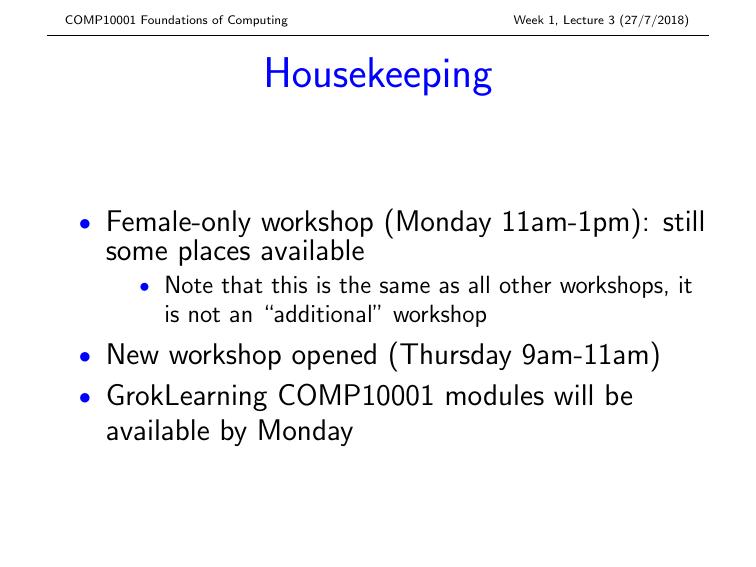 COMP10001 Foundations of Computing Week 1, Lecture 3 (27/7/2018)
Housekeeping
• Female-only workshop (Monday 11am-1pm): still
some places available
• Note that this is the same as all other workshops, it
is not an “additional” workshop
• New workshop opened (Thursday 9am-11am)
• GrokLearning COMP10001 modules will be
available by Monday